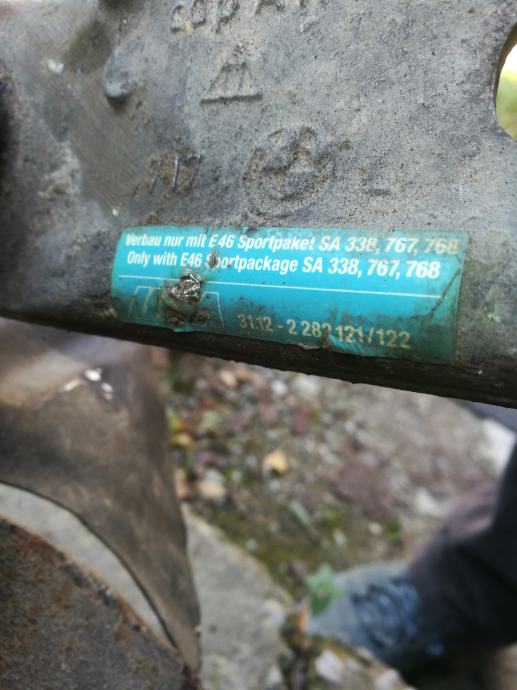 Verbau nur mit E46 Sportpaket SA 338, 767, 768
Only with E46 Sportpackage SA 338, 767, 768
31.12 - 2 282 121/122
L